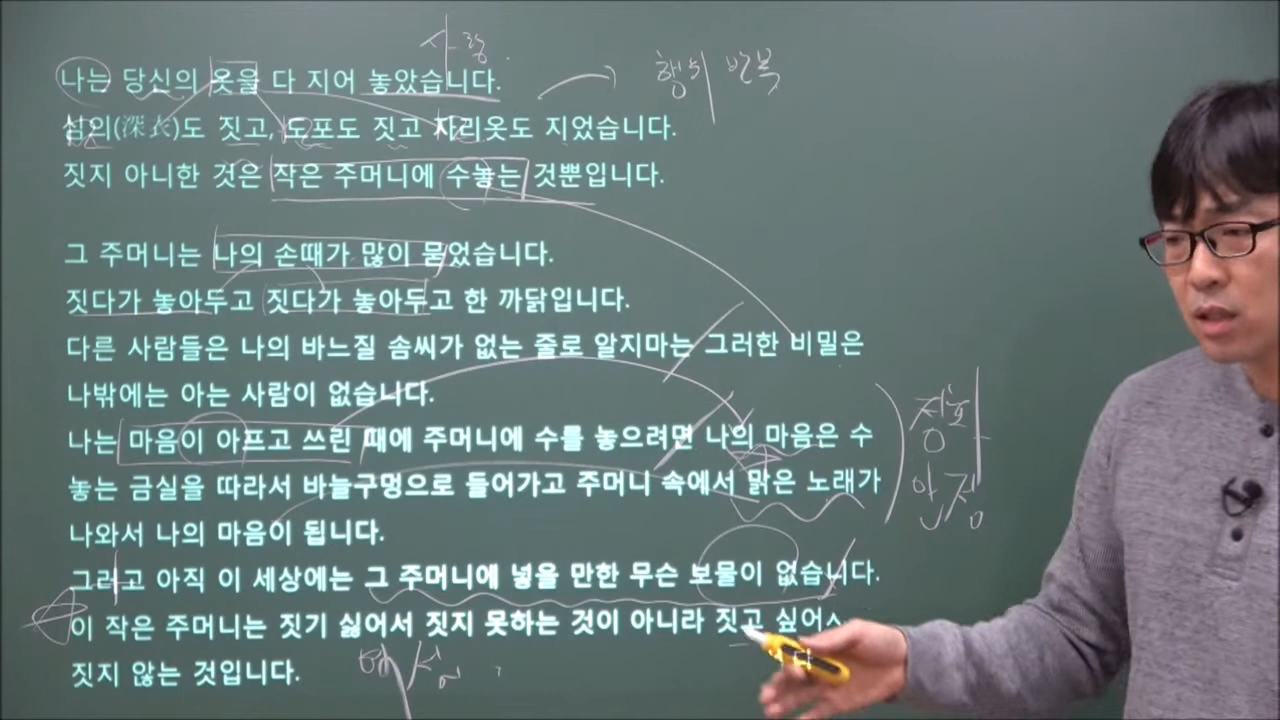 사랑
행위 반복
나는 당신의 옷을 다 지어 놓았습니다.
심의(深衣)도 짓고, 도포도 짓고 자리옷도 지었습니다.
짓지 아니한 것은 작은 주머니에 수놓는 것뿐입니다.
그 주머니는 나의 손때가 많이 묻었습니다.
짓다가 놓아두고 짓다가 놓아두고 한 까닭입니다.
다른 사람들은 나의 바느질 솜씨가 없는 줄로 알지마는 그러한 비밀은
나밖에는 아는 사람이 없습니다.
나는 마음이 아프고 쓰린 때에 주머니에 수를 놓으려면 나의 마음은 수
놓는 금실을 따라서 바늘구멍으로 들어가고 주머니 속에서 맑은 노래가
나와서 나의 마음이 됩니다.
그러고 아직 이 세상에는 그 주머니에 넣을 만한 무슨 보물이 없습니다.
이 작은 주머니는 짓기 싫어서 짓지 못하는 것이 아니라 짓고 싶어서
짓지 않는 것입니다.
안정